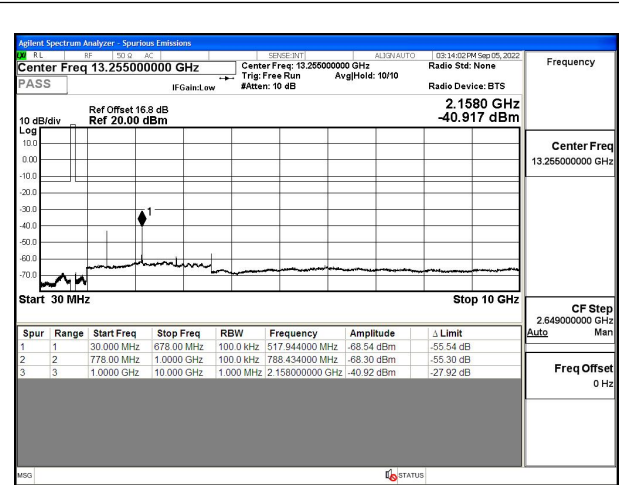 Agilent Spectrum Analyzer - Spurious Emissions
RL RF 50 Ω AC SENSE:INT ALIGNAUTO 03:14:02 PM Sep 05, 2022
Center Freq 13.255000000 GHz
Center Freq: 13.255000000 GHz
Radio Std: None
Trig: Free Run Avg|Hold: 10/10
PASS
IFGain:Low
#Atten: 10 dB
Radio Device: BTS
2.1580 GHz
-40.917 dBm
Ref Offset 16.8 dB
10 dB/div Ref 20.00 dBm
Log
10.0
0.00
-10.0
-20.0
-30.0
1
-40.0
-50.0
-60.0
-70.0
Start 30 MHz Stop 10 GHz
Spur Range Start Freq Stop Freq RBW Frequency Amplitude Δ Limit
1 1 30.000 MHz 678.00 MHz 100.0 kHz 517.944000 MHz -68.54 dBm -55.54 dB
2 2 778.00 MHz 1.0000 GHz 100.0 kHz 788.434000 MHz -68.30 dBm -55.30 dB
3 3 1.0000 GHz 10.000 GHz 1.000 MHz 2.158000000 GHz -40.92 dBm -27.92 dB
MSG STATUS
Frequency
Center Freq
13.255000000 GHz
CF Step
2.649000000 GHz
Auto Man
Freq Offset
0 Hz